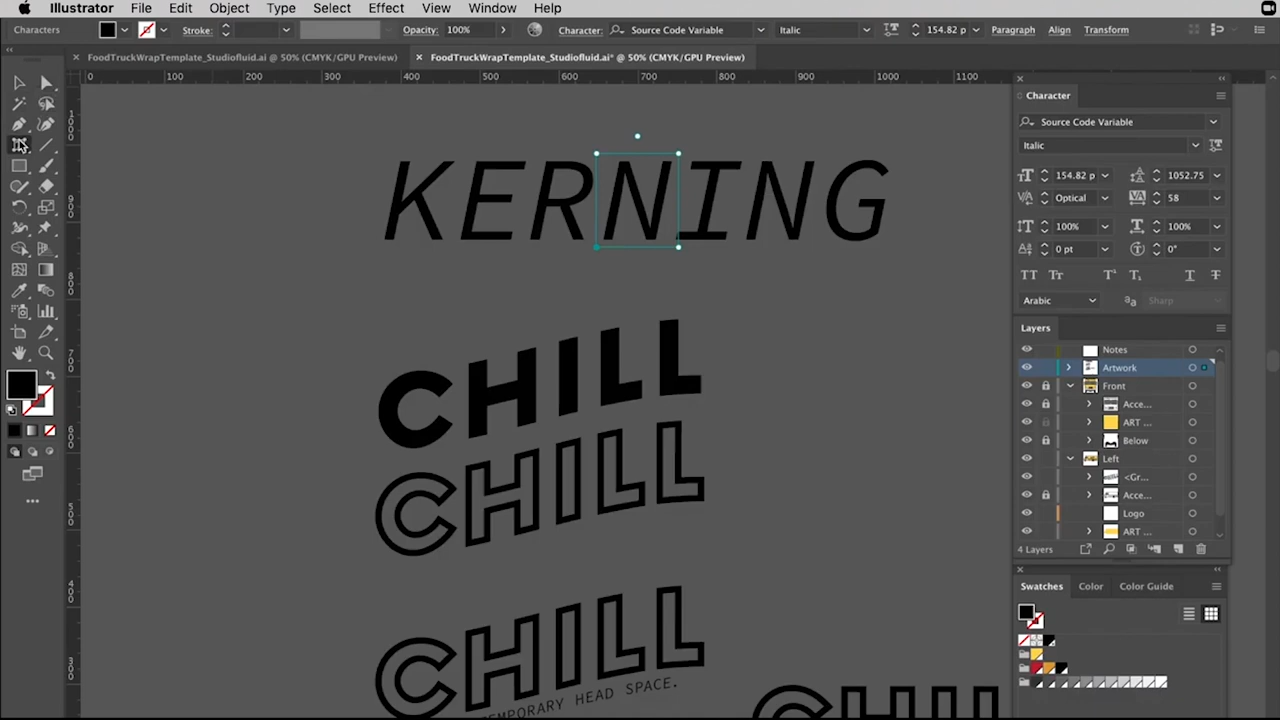 Illustrator File Edit Object Type Select Effect View Window Help
Characters Stroke: Opacity: 100% Character: Source Code Variable Italic 154.82 p Paragraph Align Transform
FoodTruckWrapTemplate_Studiofluid.ai @ 50% (CMYK/GPU Preview) FoodTruckWrapTemplate_Studiofluid.ai* @ 50% (CMYK/GPU Preview)
0 100 200 300 400 500 600 700 800 900 1000 1100
KERNING
CHILL
CHILL
CHILL
TEMPORARY HEAD SPACE.
CHILL
Character
Source Code Variable
Italic
154.82 p 1052.75
Optical 58
100% 100%
0 pt 0°
Arabic Sharp
Layers
Notes
Artwork
Front
Acce...
ART ...
Below
Left
<Gr...
Acce...
Logo
ART ...
4 Layers
Swatches Color Color Guide